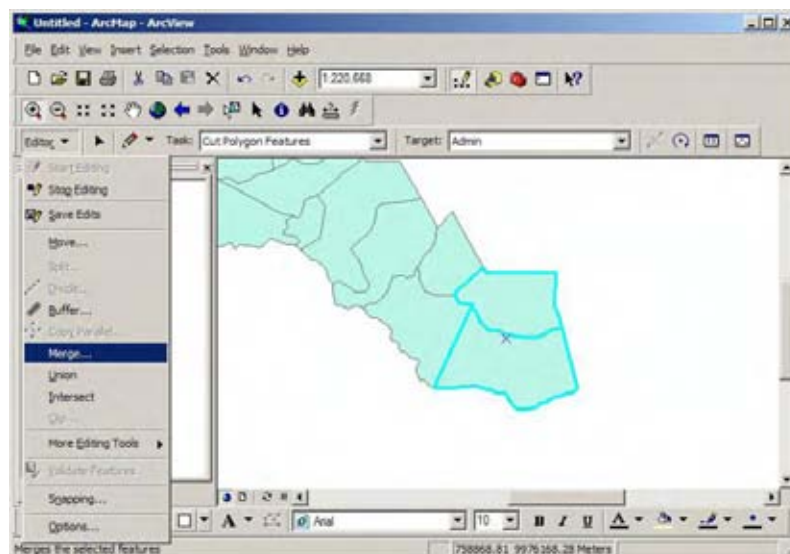 Untitled - ArcMap - ArcView
File Edit View Insert Selection Tools Window Help
1:220,668
Editor Task: Cut Polygon Features Target: Admin
Start Editing
Stop Editing
Save Edits
Move...
Split...
Divide...
Buffer...
Copy Parallel...
Merge...
Union
Intersect
Clip...
More Editing Tools
Validate Features
Snapping...
Options...
A Arial 10 B I U A
Merges the selected features 758868.81 9976168.28 Meters